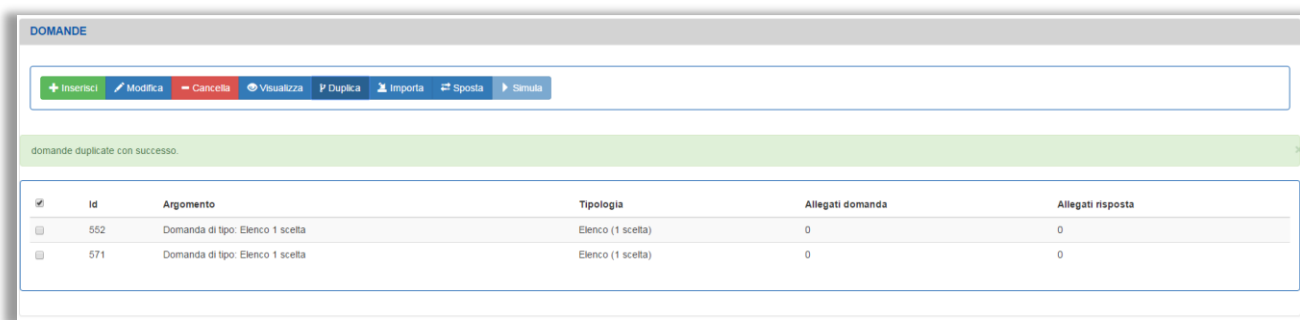 DOMANDE
Inserisci Modifica Cancella Visualizza Duplica Importa Sposta Simula
domande duplicate con successo. ×
Id Argomento Tipologia Allegati domanda Allegati risposta
552 Domanda di tipo: Elenco 1 scelta Elenco (1 scelta) 0 0
571 Domanda di tipo: Elenco 1 scelta Elenco (1 scelta) 0 0